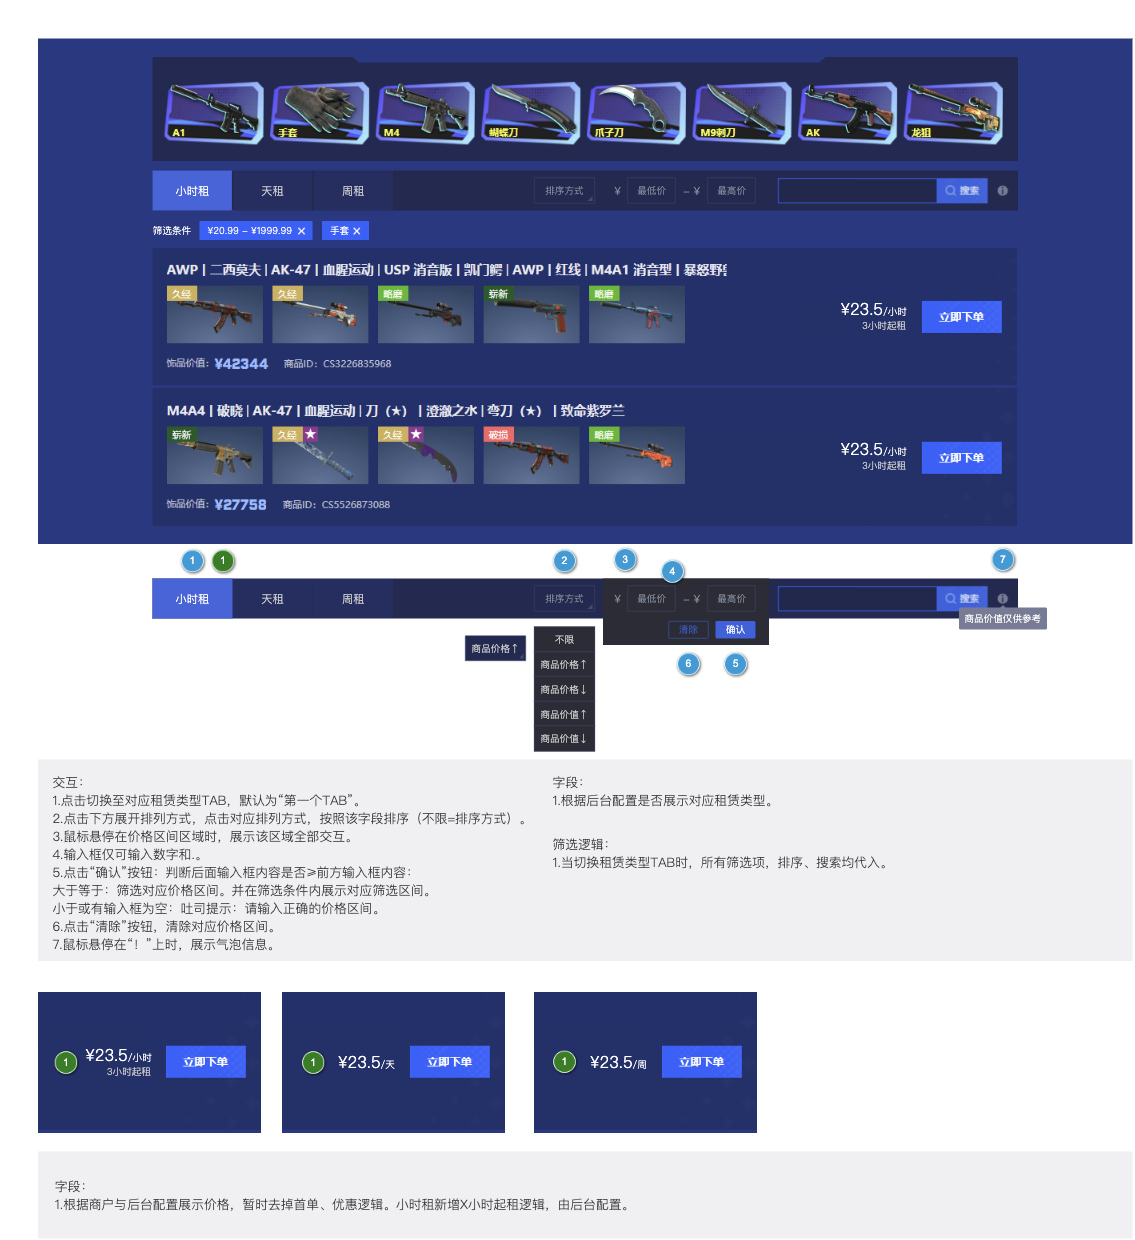 A1
手套
M4
蝴蝶刀
爪子刀
M9刺刀
AK
龙狙
小时租 天租 周租 排序方式 ¥ 最低价 – ¥ 最高价 搜索
筛选条件 ¥20.99 – ¥1999.99 × 手套 ×
AWP | 二西莫夫 | AK-47 | 血腥运动 | USP 消音版 | 凯门鳄 | AWP | 红线 | M4A1 消音型 | 暴怒野
久经 久经 略磨 崭新 略磨
¥23.5/小时
3小时起租
立即下单
饰品价值：¥42344 商品ID：CS3226835968
M4A4 | 破晓 | AK-47 | 血腥运动 | 刀（★） | 澄澈之水 | 弯刀（★） | 致命紫罗兰
崭新 久经 ★ 久经 ★ 破损 略磨
¥23.5/小时
3小时起租
立即下单
饰品价值：¥27758 商品ID：CS5526873088
1 1 2 3 4 7
小时租 天租 周租 排序方式 ¥ 最低价 – ¥ 最高价 搜索
商品价值仅供参考
清除 确认
6 5
商品价格↑
不限
商品价格↑
商品价格↓
商品价值↑
商品价值↓
交互：
1.点击切换至对应租赁类型TAB，默认为“第一个TAB”。
2.点击下方展开排列方式，点击对应排列方式，按照该字段排序（不限=排序方式）。
3.鼠标悬停在价格区间区域时，展示该区域全部交互。
4.输入框仅可输入数字和.。
5.点击“确认”按钮：判断后面输入框内容是否≥前方输入框内容：
大于等于：筛选对应价格区间。并在筛选条件内展示对应筛选区间。
小于或有输入框为空：吐司提示：请输入正确的价格区间。
6.点击“清除”按钮，清除对应价格区间。
7.鼠标悬停在“！”上时，展示气泡信息。
字段：
1.根据后台配置是否展示对应租赁类型。
筛选逻辑：
1.当切换租赁类型TAB时，所有筛选项，排序、搜索均代入。
1 ¥23.5/小时
3小时起租
立即下单
1 ¥23.5/天 立即下单
1 ¥23.5/周 立即下单
字段：
1.根据商户与后台配置展示价格，暂时去掉首单、优惠逻辑。小时租新增X小时起租逻辑，由后台配置。